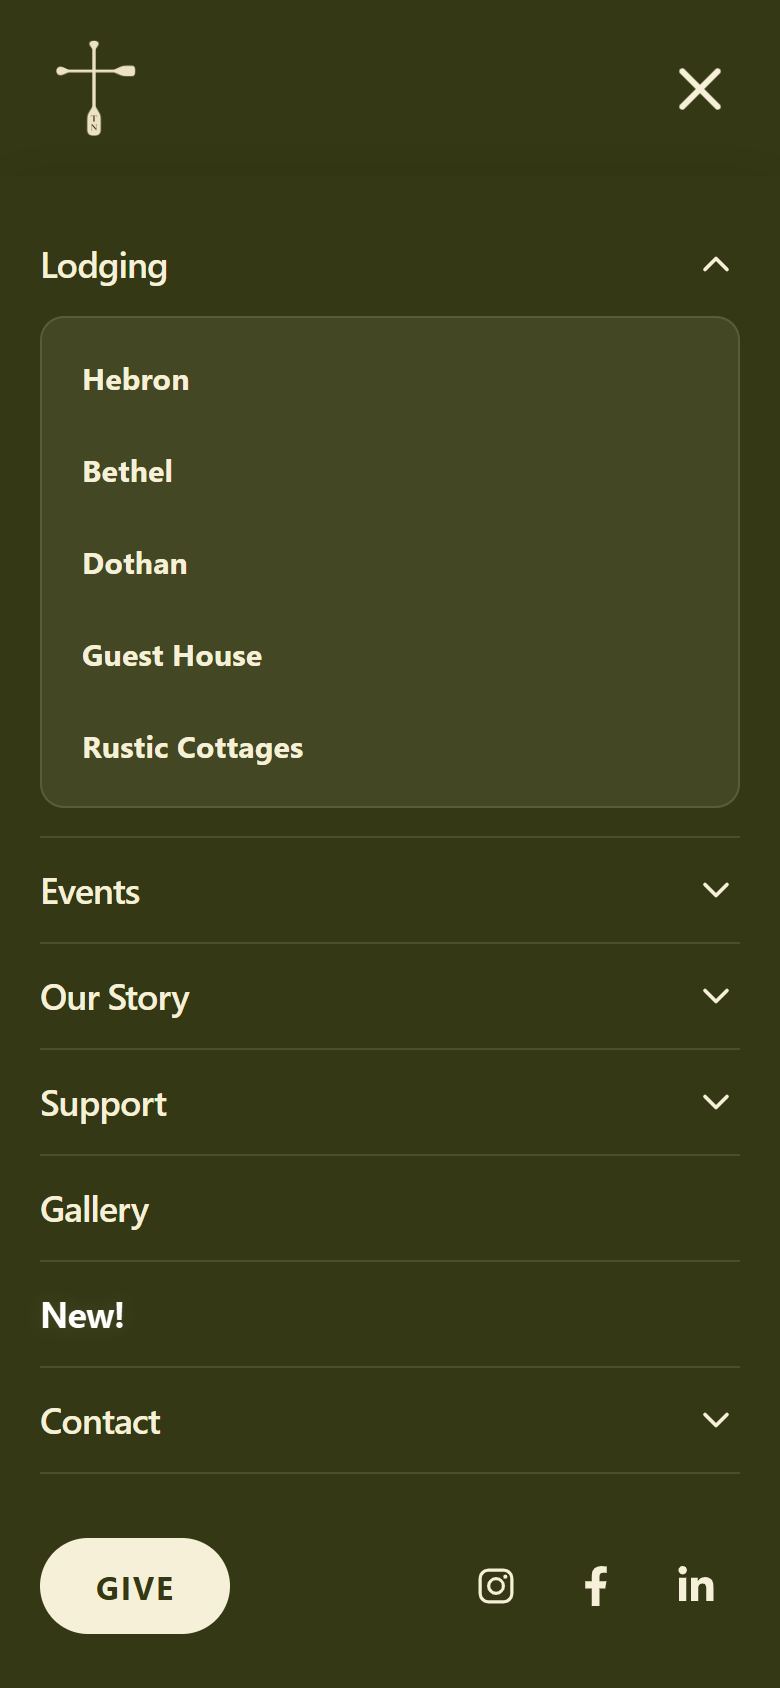 T
N
Lodging
Hebron
Bethel
Dothan
Guest House
Rustic Cottages
Events
Our Story
Support
Gallery
New!
Contact
GIVE